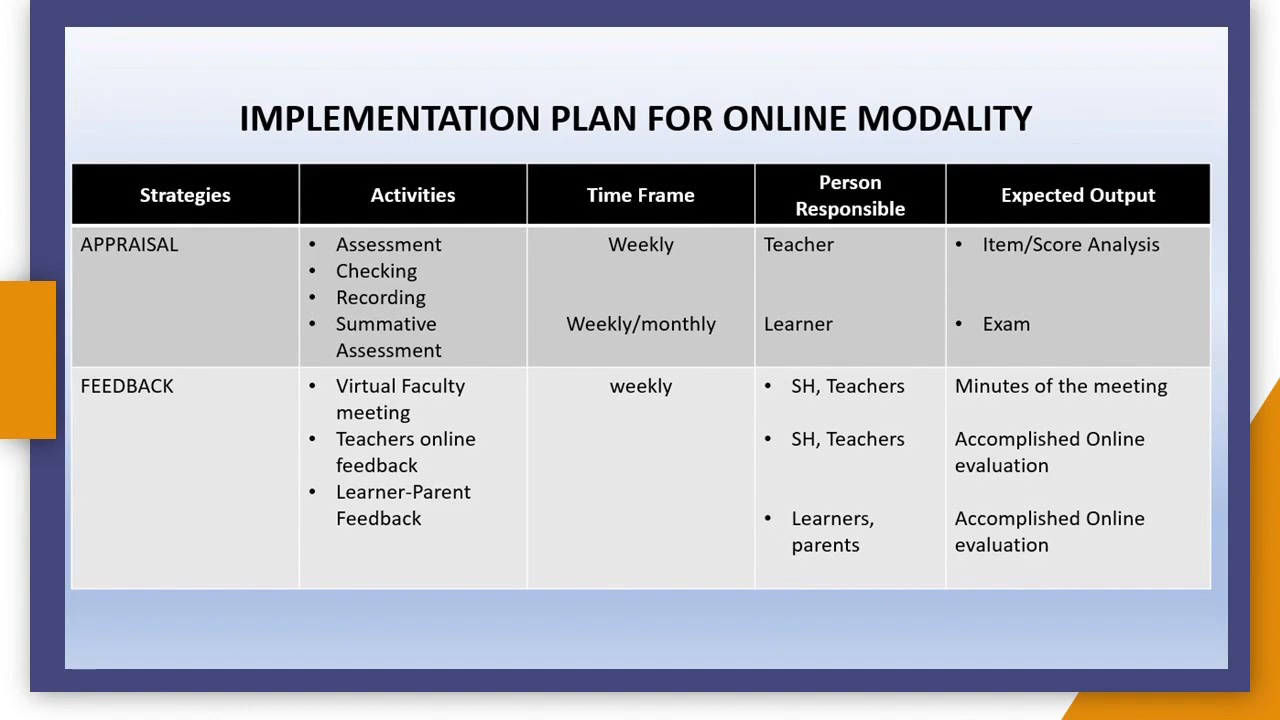 IMPLEMENTATION PLAN FOR ONLINE MODALITY
Strategies
Activities
Time Frame
Person
Responsible
Expected Output
APPRAISAL
• Assessment
• Checking
• Recording
• Summative
Assessment
Weekly
Weekly/monthly
Teacher
Learner
• Item/Score Analysis
• Exam
FEEDBACK
• Virtual Faculty
meeting
• Teachers online
feedback
• Learner-Parent
Feedback
weekly
• SH, Teachers
• SH, Teachers
• Learners,
parents
Minutes of the meeting
Accomplished Online
evaluation
Accomplished Online
evaluation